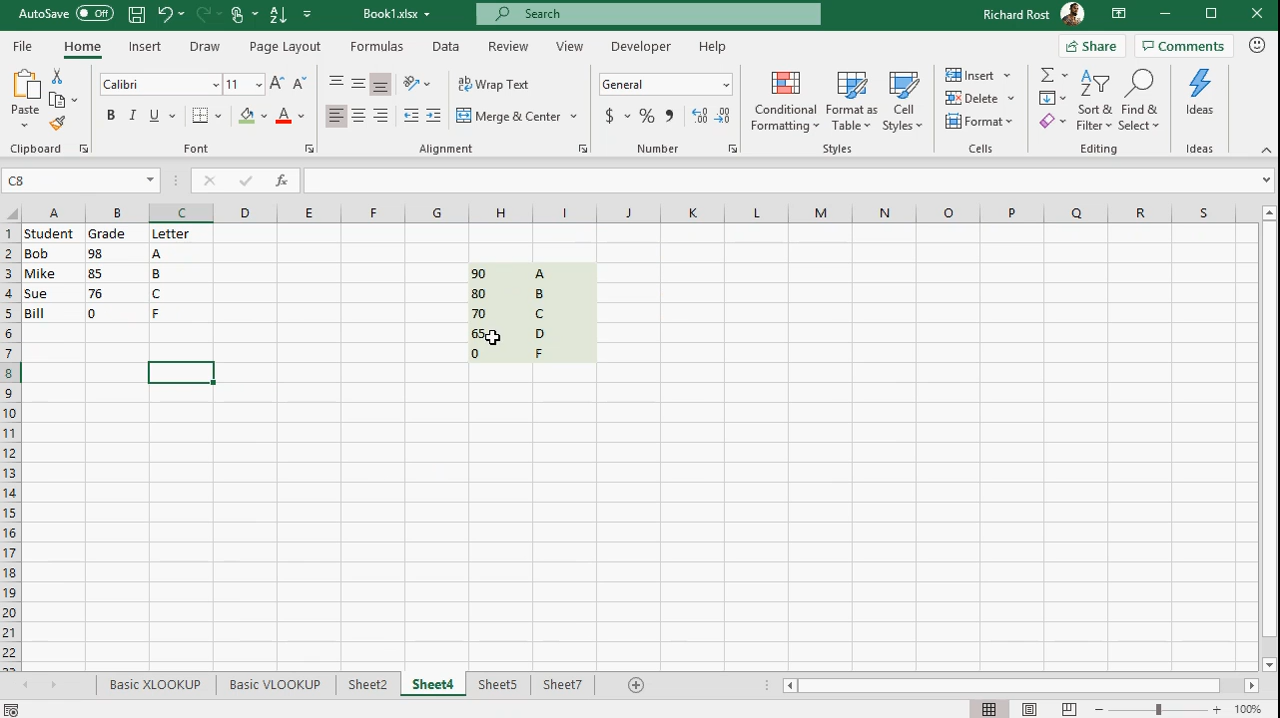 AutoSave Off Book1.xlsx Search Richard Rost
File Home Insert Draw Page Layout Formulas Data Review View Developer Help Share Comments
Paste Calibri 11 Wrap Text General Conditional Formatting Format as Table Cell Styles Insert Sort & Filter Find & Select Ideas
B I U Merge & Center $ % Delete
Format
Clipboard Font Alignment Number Styles Cells Editing Ideas
C8 fx
A B C D E F G H I J K L M N O P Q R S
1 Student Grade Letter
2 Bob 98 A
3 Mike 85 B 90 A
4 Sue 76 C 80 B
5 Bill 0 F 70 C
6 65 D
7 0 F
8
9
10
11
12
13
14
15
16
17
18
19
20
21
22
Basic XLOOKUP Basic VLOOKUP Sheet2 Sheet4 Sheet5 Sheet7
100%